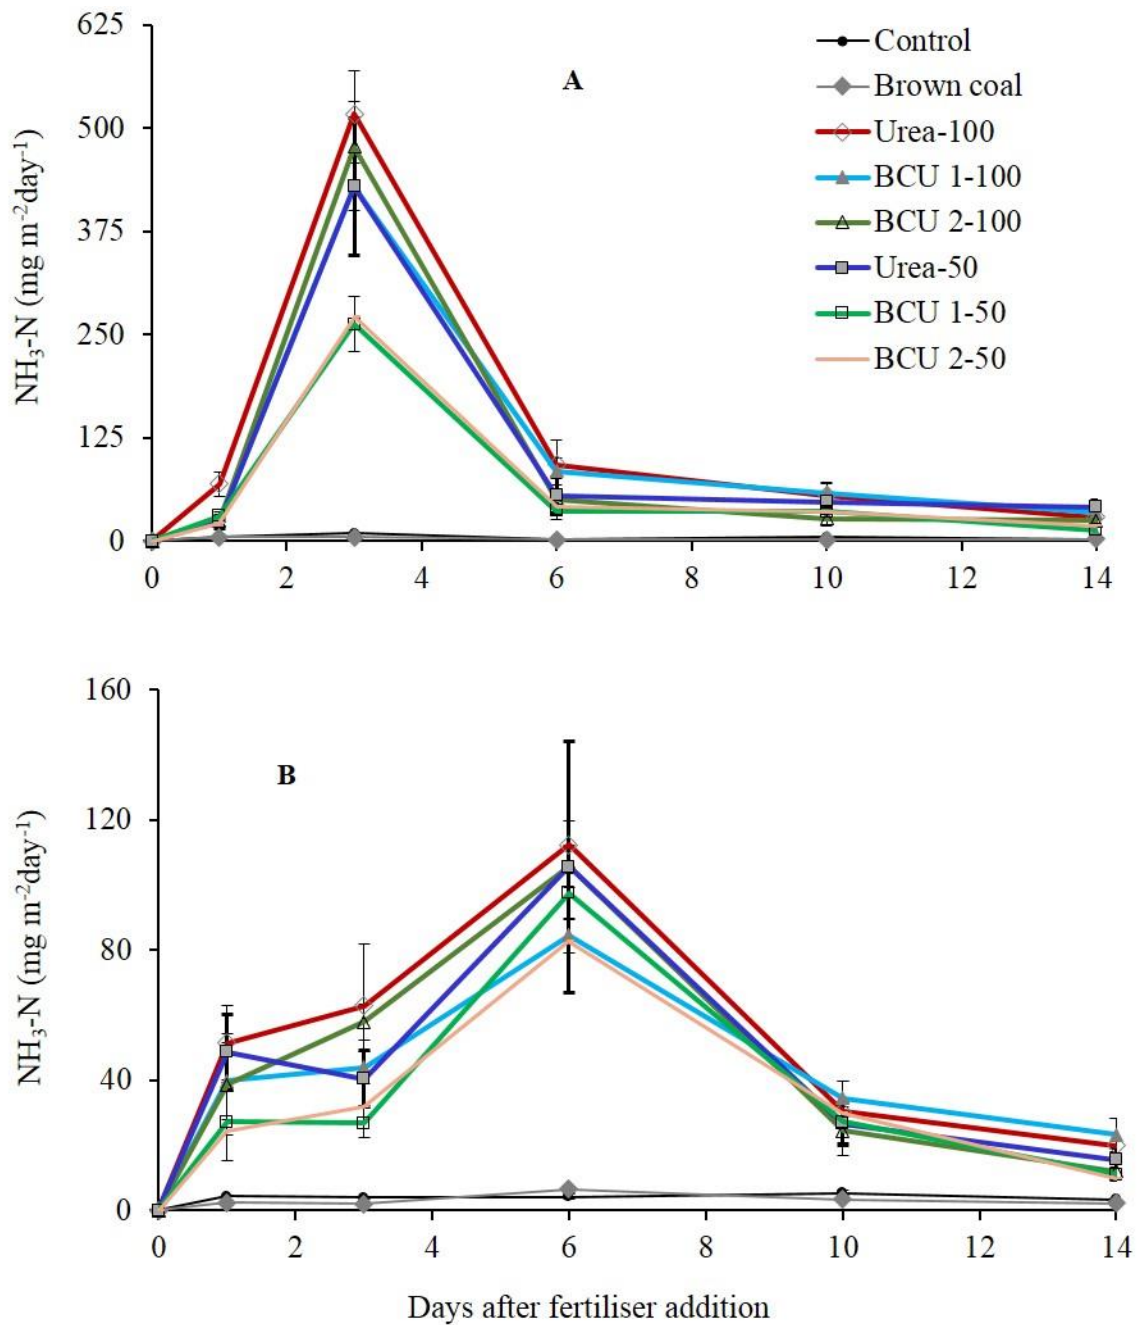 625
500
375
250
125
0
NH₃-N (mg m⁻²day⁻¹)
A
Control
Brown coal
Urea-100
BCU 1-100
BCU 2-100
Urea-50
BCU 1-50
BCU 2-50
0 2 4 6 8 10 12 14
160
120
80
40
0
NH₃-N (mg m⁻²day⁻¹)
B
0 2 4 6 8 10 12 14
Days after fertiliser addition